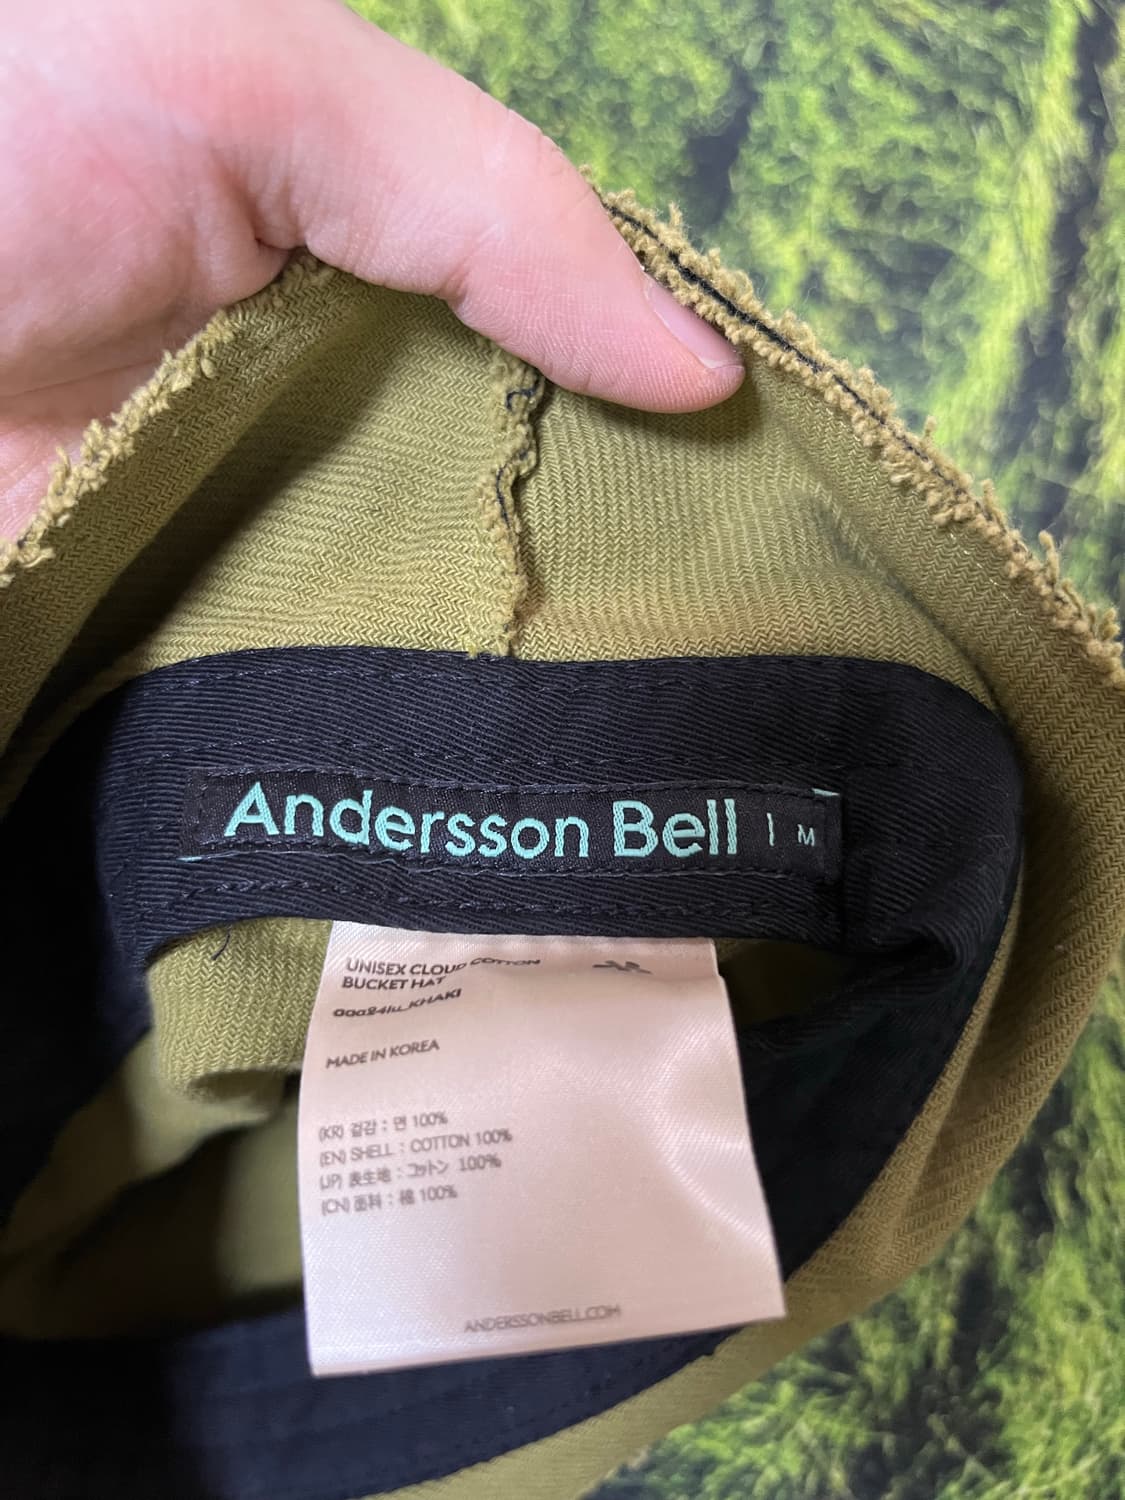 Andersson Bell | M
UNISEX CLOUD COTTON
BUCKET HAT
aaa241u_KHAKI
MADE IN KOREA
(KR) 겉감 : 면 100%
(EN) SHELL : COTTON 100%
(JP) 表生地 : コットン 100%
(CN) 面料 : 棉 100%
ANDERSSONBELL.COM